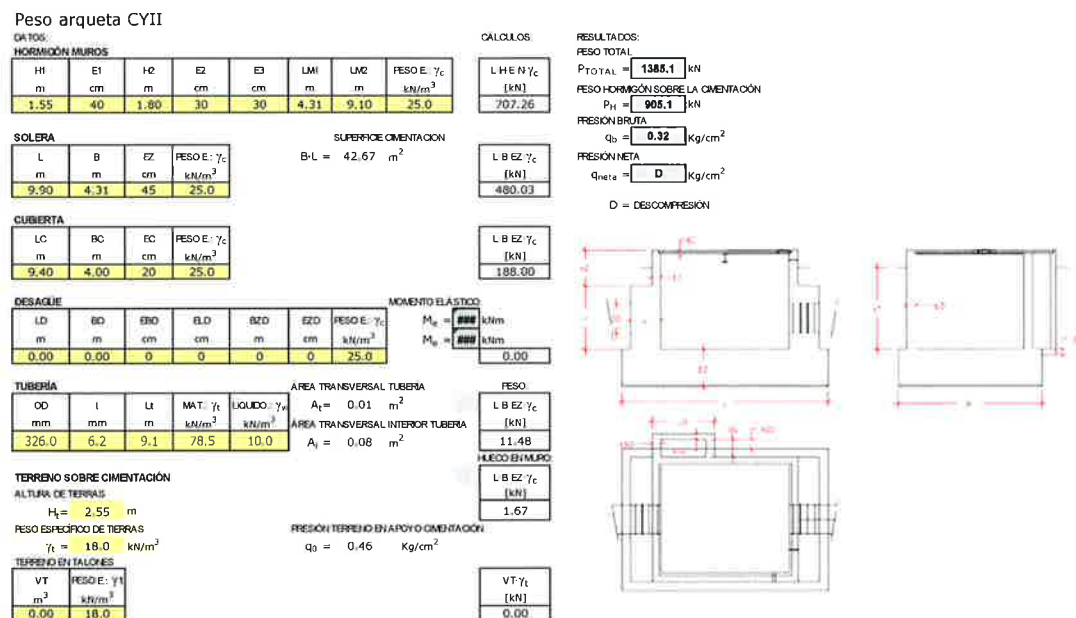 Peso arqueta CYII
DATOS: CÁLCULOS: RESULTADOS:
HORMIGÓN MUROS PESO TOTAL
H1 E1 H2 E2 E3 LM1 LM2 PESO E.: γc L·H·E·N·γc
m cm m cm cm m m kN/m³ [kN]
1.55 40 1.80 30 30 4.31 9.10 25.0 707.26
PTOTAL = 1385.1 kN
PESO HORMIGÓN SOBRE LA CIMENTACIÓN
PH = 905.1 kN
PRESIÓN BRUTA
qb = 0.32 Kg/cm²
PRESIÓN NETA
qneta = D Kg/cm²
D = DESCOMPRESIÓN
SOLERA SUPERFICIE CIMENTACION
L B EZ PESO E.: γc B·L = 42.67 m² L·B·EZ·γc
m m cm kN/m³ [kN]
9.90 4.31 45 25.0 480.03
CUBIERTA
LC BC EC PESO E.: γc L·B·EZ·γc
m m cm kN/m³ [kN]
9.40 4.00 20 25.0 188.00
DESAGÜE MOMENTO ELÁSTICO:
LD BD EBD ELD BZD EZD PESO E.: γc Me = ### kNm
m m cm cm m cm kN/m³ Me = ### kNm
0.00 0.00 0 0 0 0 25.0 0.00
TUBERÍA ÁREA TRANSVERSAL TUBERÍA PESO:
OD t Lt MAT.: γt LIQUIDO.: γw At = 0.01 m² L·B·EZ·γc
mm mm m kN/m³ kN/m³ ÁREA TRANSVERSAL INTERIOR TUBERÍA [kN]
326.0 6.2 9.1 78.5 10.0 Ai = 0.08 m² 11.48
HUECO EN MURO:
TERRENO SOBRE CIMENTACIÓN L·B·EZ·γc
ALTURA DE TIERRAS [kN]
Ht = 2.55 m 1.67
PESO ESPECÍFICO DE TIERRAS PRESIÓN TERRENO EN APOYO CIMENTACIÓN
γt = 18.0 kN/m³ q0 = 0.46 Kg/cm²
TERRENO EN TALONES
VT PESO E.: γt VT·γt
m³ kN/m³ [kN]
0.00 18.0 0.00